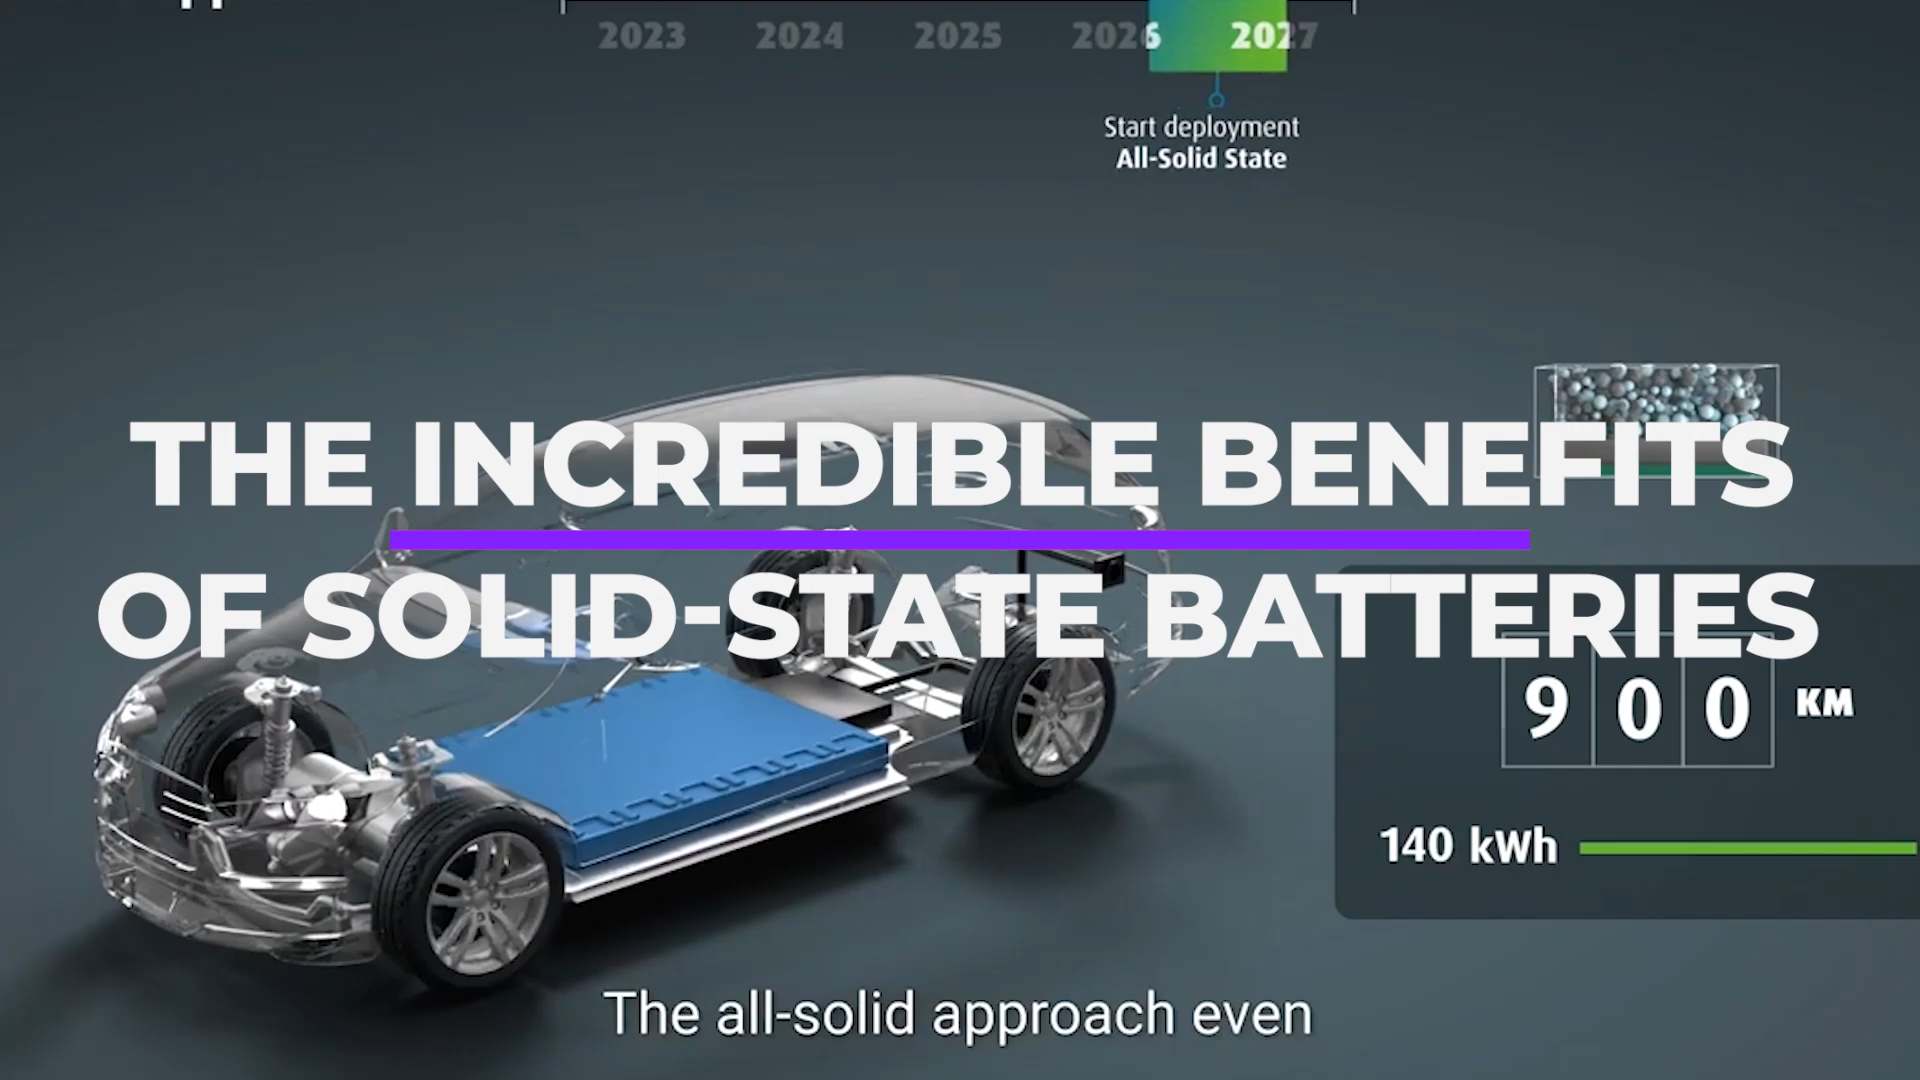 2023 2024 2025 2026 2027
Start deployment
All-Solid State
THE INCREDIBLE BENEFITS
OF SOLID-STATE BATTERIES
900 KM
140 kWh
The all-solid approach even